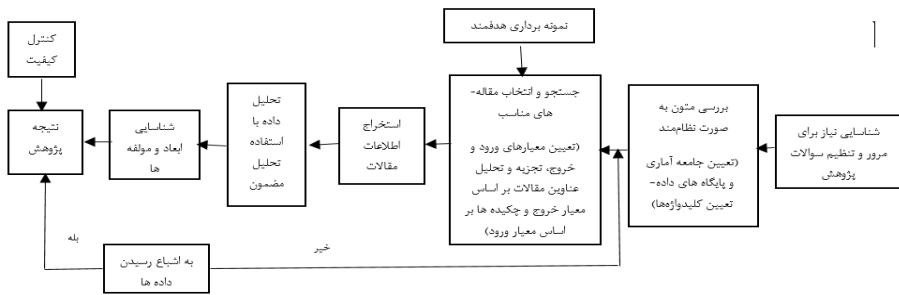 نمونه برداری هدفمند
کنترل
کیفیت
شناسایی نیاز برای
مرور و تنظیم سوالات
پژوهش
بررسی متون به
صورت نظام‌مند
(تعیین جامعه آماری
و پایگاه های داده-
تعیین کلیدواژه‌ها)
جستجو و انتخاب مقاله-
های مناسب
(تعیین معیارهای ورود و
خروج، تجزیه و تحلیل
عناوین مقالات بر اساس
معیار خروج و چکیده ها بر
اساس معیار ورود)
استخراج
اطلاعات
مقالات
تحلیل
داده با
استفاده
تحلیل
مضمون
شناسایی
ابعاد و مولفه
ها
نتیجه
پژوهش
خیر
به اشباع رسیدن
داده ها
بله